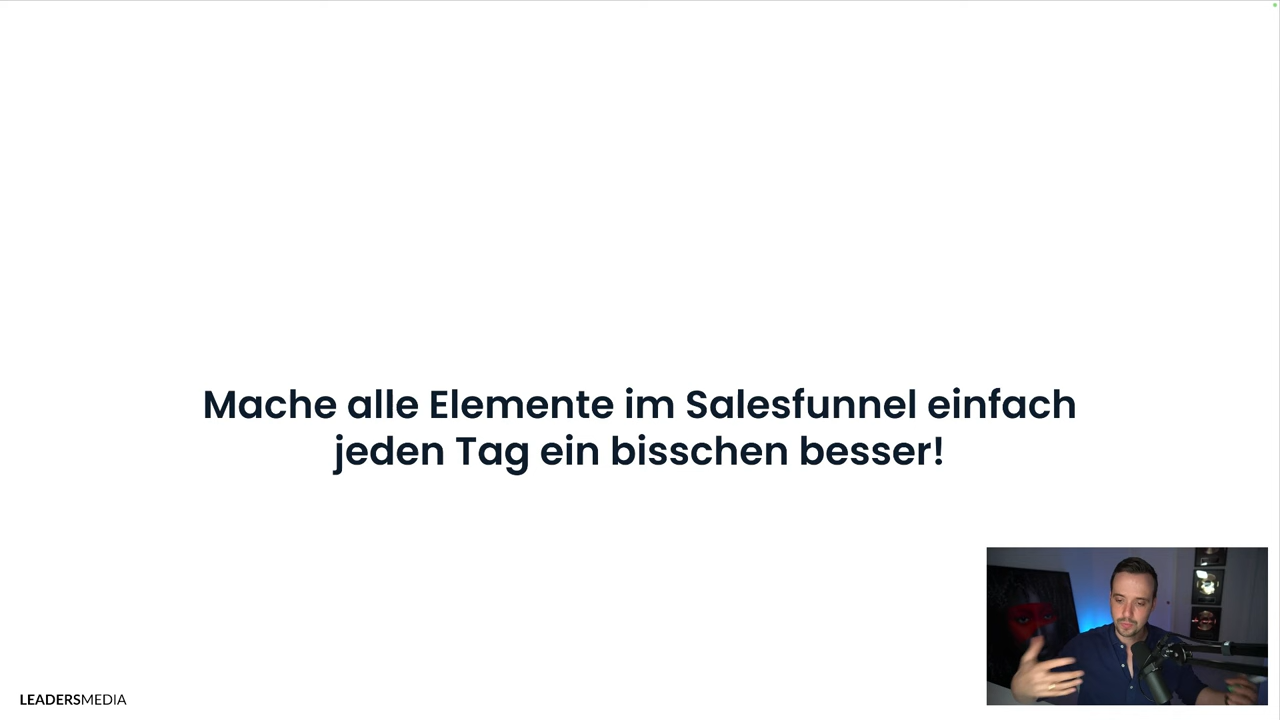 Mache alle Elemente im Salesfunnel einfach
jeden Tag ein bisschen besser!
LEADERSMEDIA